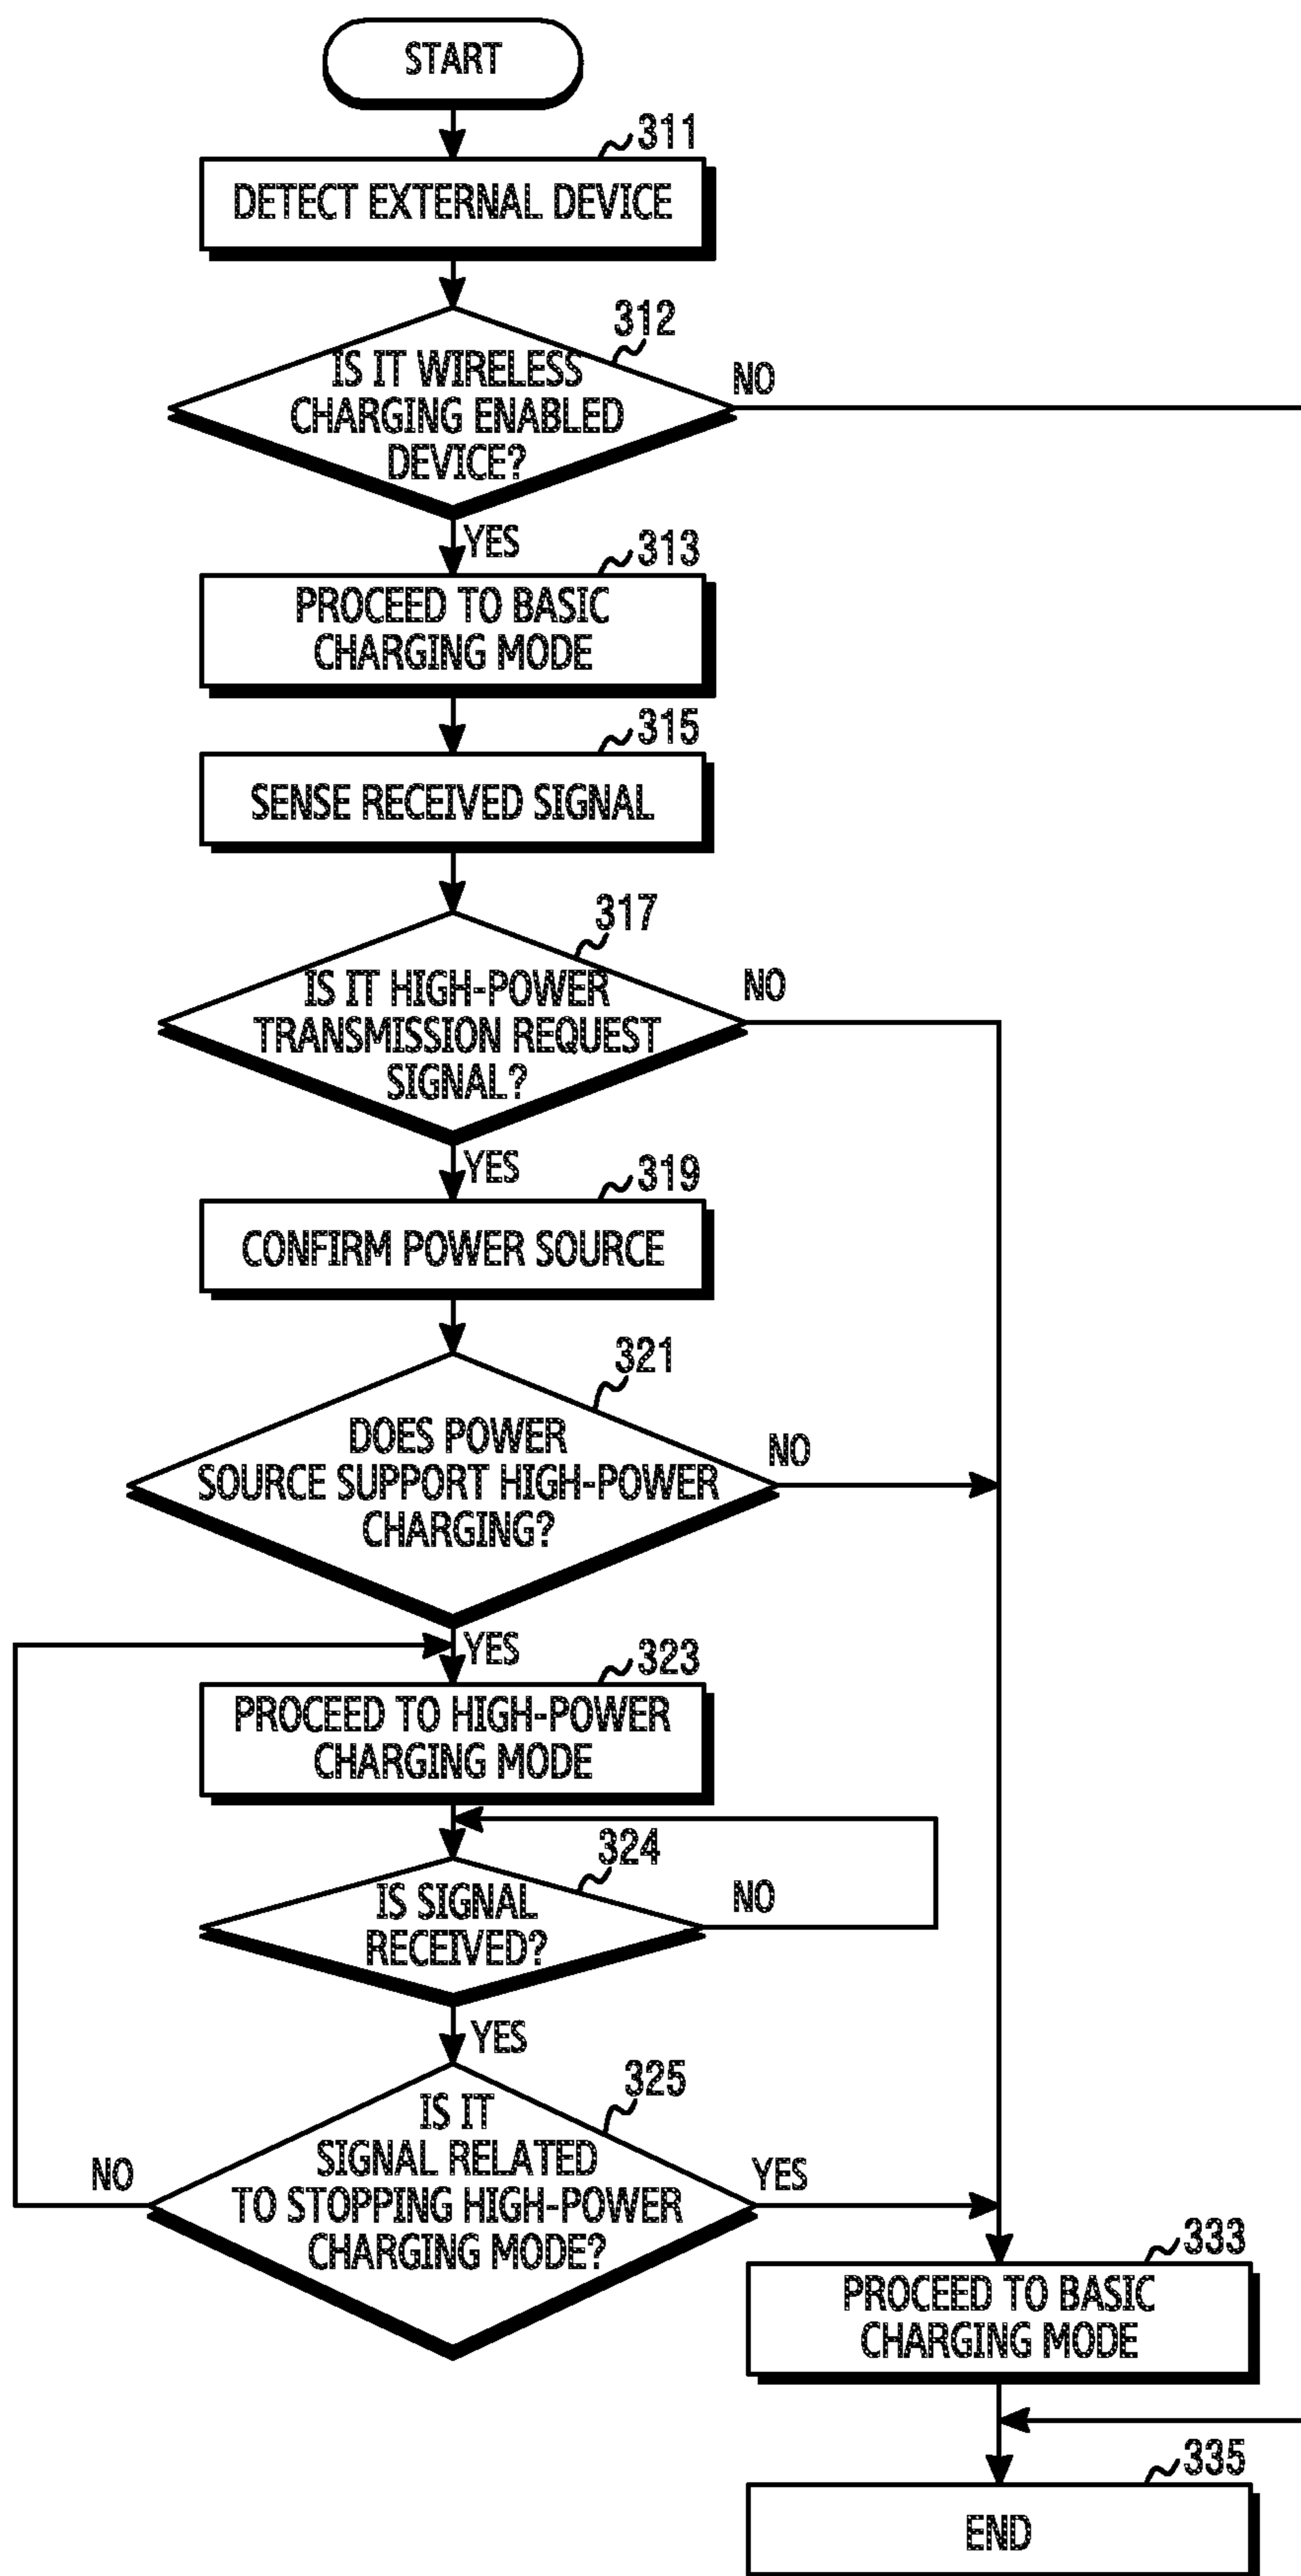 START
311
DETECT EXTERNAL DEVICE
312
IS IT WIRELESS
CHARGING ENABLED
DEVICE?
NO
YES
313
PROCEED TO BASIC
CHARGING MODE
315
SENSE RECEIVED SIGNAL
317
IS IT HIGH-POWER
TRANSMISSION REQUEST
SIGNAL?
NO
YES
319
CONFIRM POWER SOURCE
321
DOES POWER
SOURCE SUPPORT HIGH-POWER
CHARGING?
NO
YES
323
PROCEED TO HIGH-POWER
CHARGING MODE
324
IS SIGNAL
RECEIVED?
NO
YES
325
IS IT
SIGNAL RELATED
TO STOPPING HIGH-POWER
CHARGING MODE?
NO
YES
333
PROCEED TO BASIC
CHARGING MODE
335
END